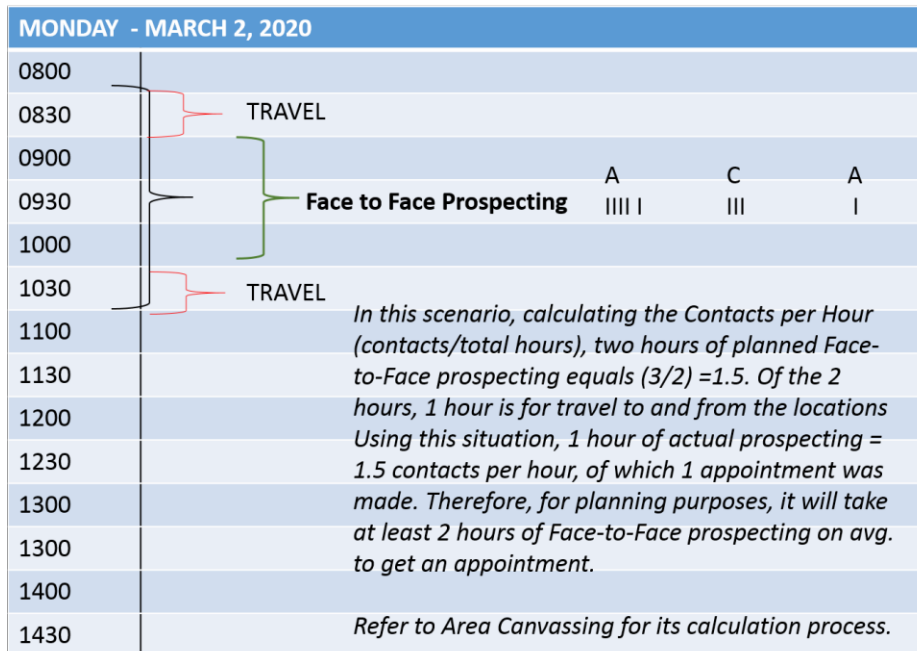 MONDAY - MARCH 2, 2020
0800
0830 TRAVEL
0900
A C A
0930 Face to Face Prospecting IIII I III I
1000
1030 TRAVEL
In this scenario, calculating the Contacts per Hour
1100 (contacts/total hours), two hours of planned Face-
1130 to-Face prospecting equals (3/2) =1.5. Of the 2
1200 hours, 1 hour is for travel to and from the locations
Using this situation, 1 hour of actual prospecting =
1230 1.5 contacts per hour, of which 1 appointment was
1300 made. Therefore, for planning purposes, it will take
1300 at least 2 hours of Face-to-Face prospecting on avg.
to get an appointment.
1400
1430 Refer to Area Canvassing for its calculation process.